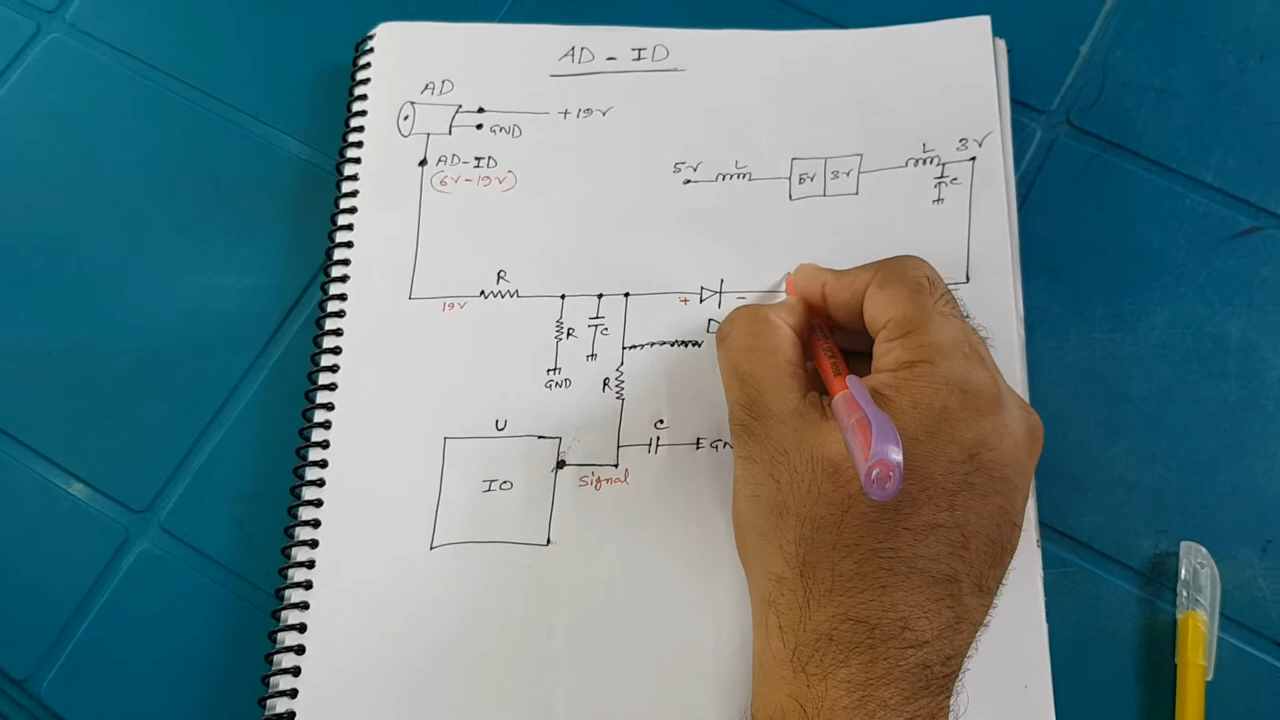 AD - ID
AD
+19V
GND
AD-ID
(6V-19V)
5V
L
5V 3V
L
3V
C
R
19V
+
-
R
C
GND
R
D
U
IO
C
Signal